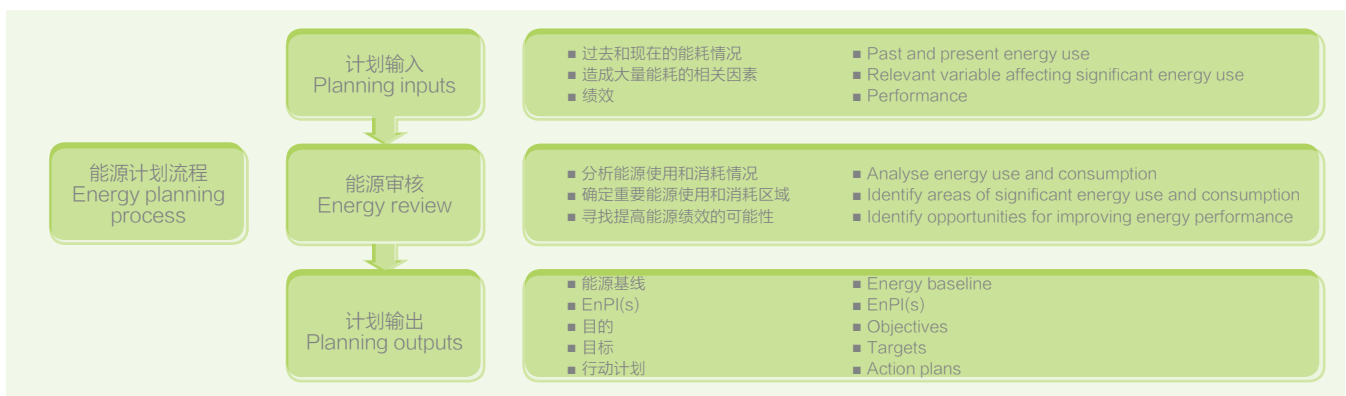 能源计划流程
Energy planning
process
计划输入
Planning inputs
■ 过去和现在的能耗情况
■ 造成大量能耗的相关因素
■ 绩效
■ Past and present energy use
■ Relevant variable affecting significant energy use
■ Performance
能源审核
Energy review
■ 分析能源使用和消耗情况
■ 确定重要能源使用和消耗区域
■ 寻找提高能源绩效的可能性
■ Analyse energy use and consumption
■ Identify areas of significant energy use and consumption
■ Identify opportunities for improving energy performance
计划输出
Planning outputs
■ 能源基线
■ EnPI(s)
■ 目的
■ 目标
■ 行动计划
■ Energy baseline
■ EnPI(s)
■ Objectives
■ Targets
■ Action plans